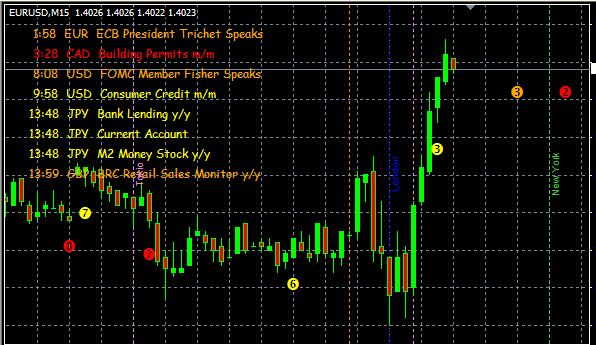 EURUSD,M15 1.4026 1.4026 1.4022 1.4023
1:58 EUR ECB President Trichet Speaks
3:28 CAD Building Permits m/m
8:08 USD FOMC Member Fisher Speaks
9:58 USD Consumer Credit m/m
13:48 JPY Bank Lending y/y
13:48 JPY Current Account
13:48 JPY M2 Money Stock y/y
13:59 GBP BRC Retail Sales Monitor y/y
Tokio
London
New York
3
2
3
7
7
6